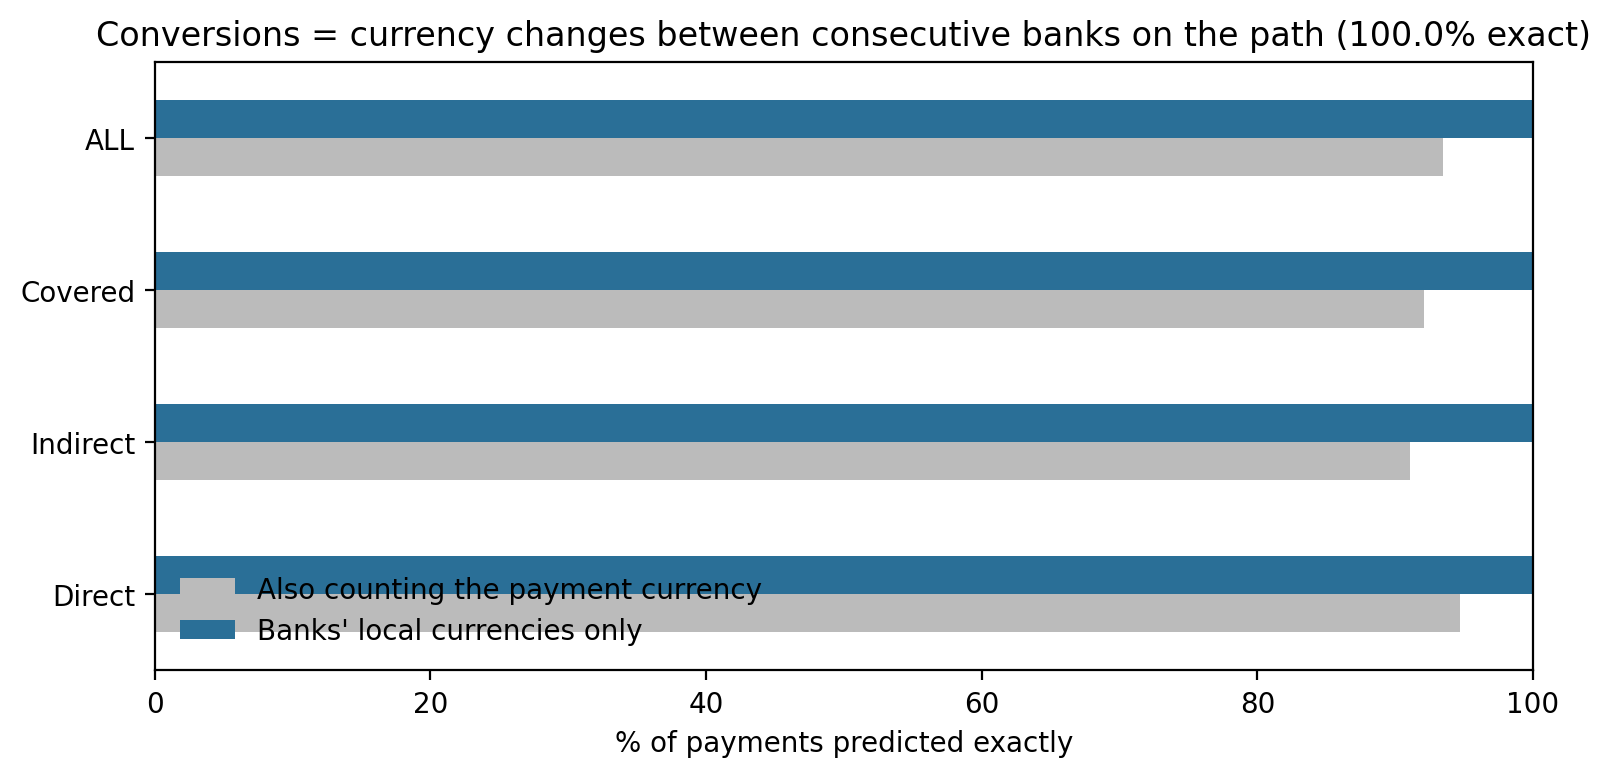 Conversions = currency changes between consecutive banks on the path (100.0% exact)
ALL
Covered
Indirect
Direct
Also counting the payment currency
Banks' local currencies only
0 20 40 60 80 100
% of payments predicted exactly